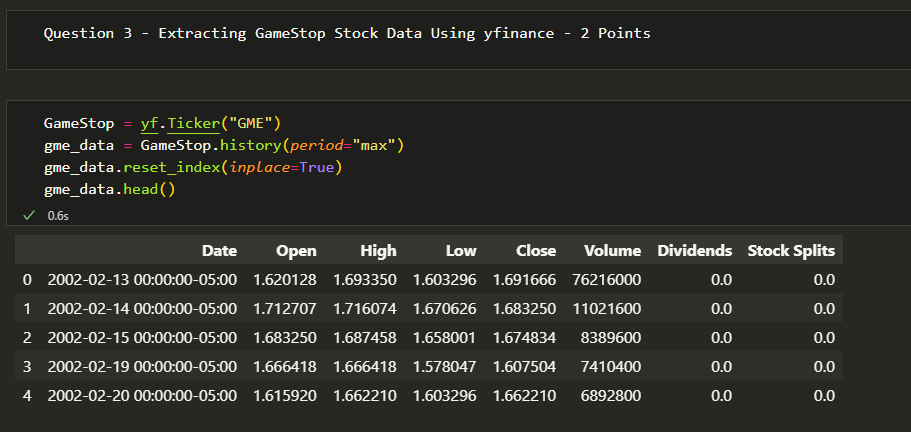 Question 3 - Extracting GameStop Stock Data Using yfinance - 2 Points
GameStop = yf.Ticker("GME")
gme_data = GameStop.history(period="max")
gme_data.reset_index(inplace=True)
gme_data.head()
0.6s
Date Open High Low Close Volume Dividends Stock Splits
0 2002-02-13 00:00:00-05:00 1.620128 1.693350 1.603296 1.691666 76216000 0.0 0.0
1 2002-02-14 00:00:00-05:00 1.712707 1.716074 1.670626 1.683250 11021600 0.0 0.0
2 2002-02-15 00:00:00-05:00 1.683250 1.687458 1.658001 1.674834 8389600 0.0 0.0
3 2002-02-19 00:00:00-05:00 1.666418 1.666418 1.578047 1.607504 7410400 0.0 0.0
4 2002-02-20 00:00:00-05:00 1.615920 1.662210 1.603296 1.662210 6892800 0.0 0.0